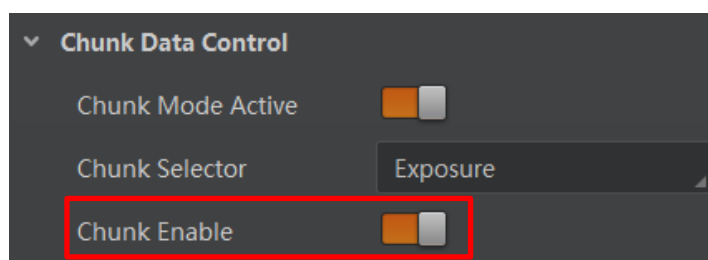 Chunk Data Control
Chunk Mode Active
Chunk Selector Exposure
Chunk Enable